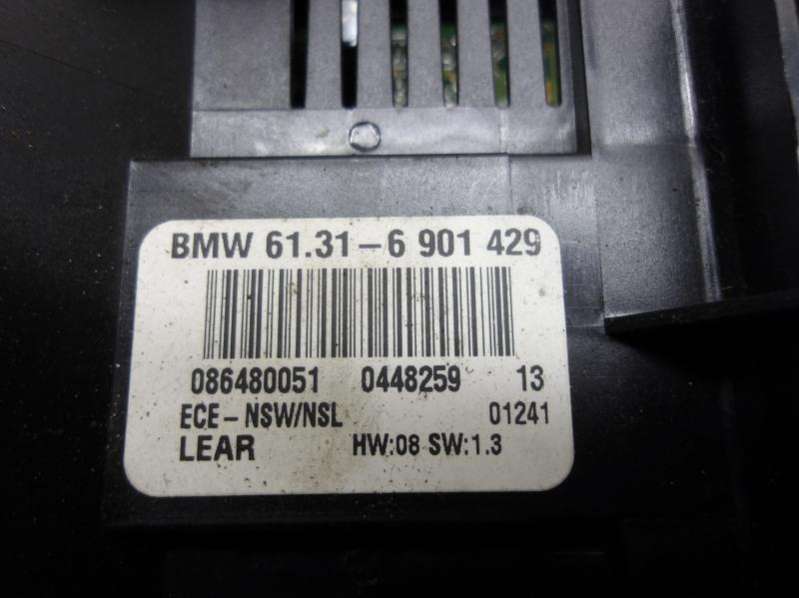 BMW 61.31-6 901 429
086480051 0448259 13
ECE-NSW/NSL 01241
LEAR HW:08 SW:1.3